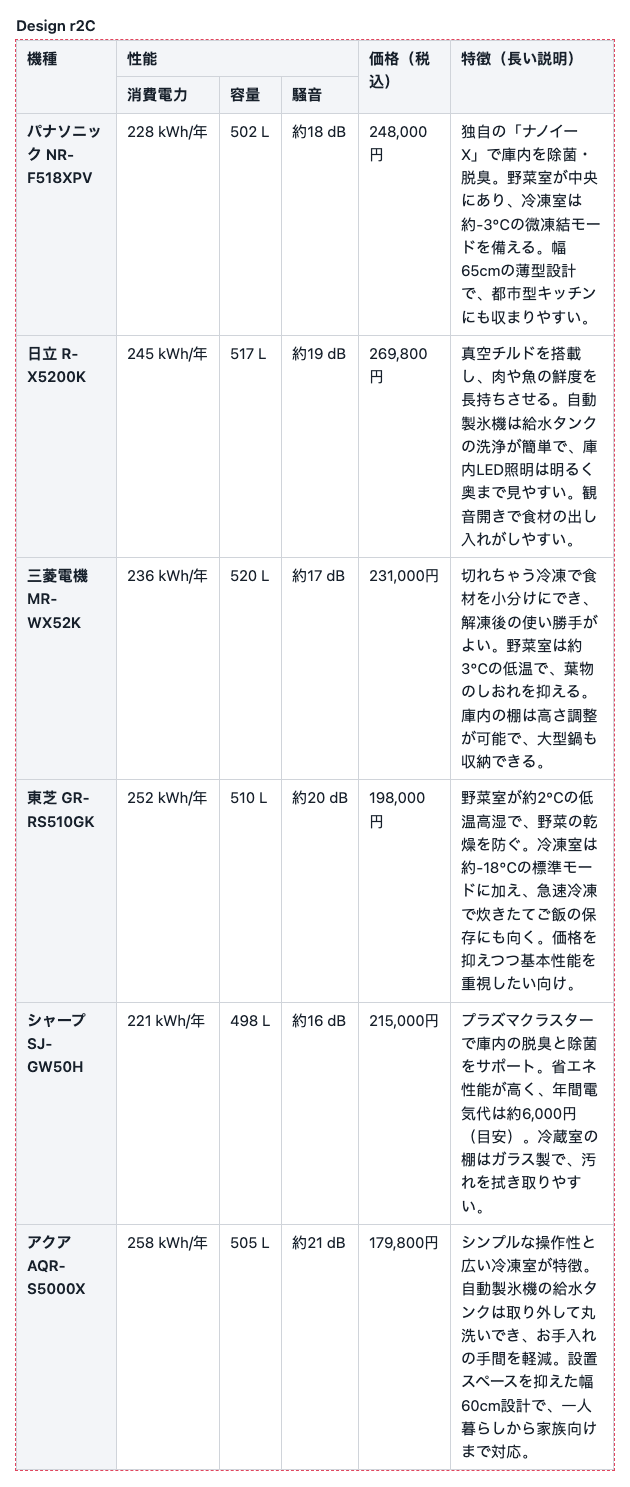 Design r2C
機種
性能
価格（税
込）
特徴（長い説明）
消費電力
容量
騒音
パナソニッ
ク NR-
F518XPV
228 kWh/年
502 L
約18 dB
248,000
円
独自の「ナノイー
X」で庫内を除菌・
脱臭。野菜室が中央
にあり、冷凍室は
約-3°Cの微凍結モー
ドを備える。幅
65cmの薄型設計
で、都市型キッチン
にも収まりやすい。
日立 R-
X5200K
245 kWh/年
517 L
約19 dB
269,800
円
真空チルドを搭載
し、肉や魚の鮮度を
長持ちさせる。自動
製氷機は給水タンク
の洗浄が簡単で、庫
内LED照明は明るく
奥まで見やすい。観
音開きで食材の出し
入れがしやすい。
三菱電機
MR-
WX52K
236 kWh/年
520 L
約17 dB
231,000円
切れちゃう冷凍で食
材を小分けにでき、
解凍後の使い勝手が
よい。野菜室は約
3°Cの低温で、葉物
のしおれを抑える。
庫内の棚は高さ調整
が可能で、大型鍋も
収納できる。
東芝 GR-
RS510GK
252 kWh/年
510 L
約20 dB
198,000
円
野菜室が約2°Cの低
温高湿で、野菜の乾
燥を防ぐ。冷凍室は
約-18°Cの標準モー
ドに加え、急速冷凍
で炊きたてご飯の保
存にも向く。価格を
抑えつつ基本性能を
重視したい向け。
シャープ
SJ-
GW50H
221 kWh/年
498 L
約16 dB
215,000円
プラズマクラスター
で庫内の脱臭と除菌
をサポート。省エネ
性能が高く、年間電
気代は約6,000円
（目安）。冷蔵室の
棚はガラス製で、汚
れを拭き取りやす
い。
アクア
AQR-
S5000X
258 kWh/年
505 L
約21 dB
179,800円
シンプルな操作性と
広い冷凍室が特徴。
自動製氷機の給水タ
ンクは取り外して丸
洗いでき、お手入れ
の手間を軽減。設置
スペースを抑えた幅
60cm設計で、一人
暮らしから家族向け
まで対応。